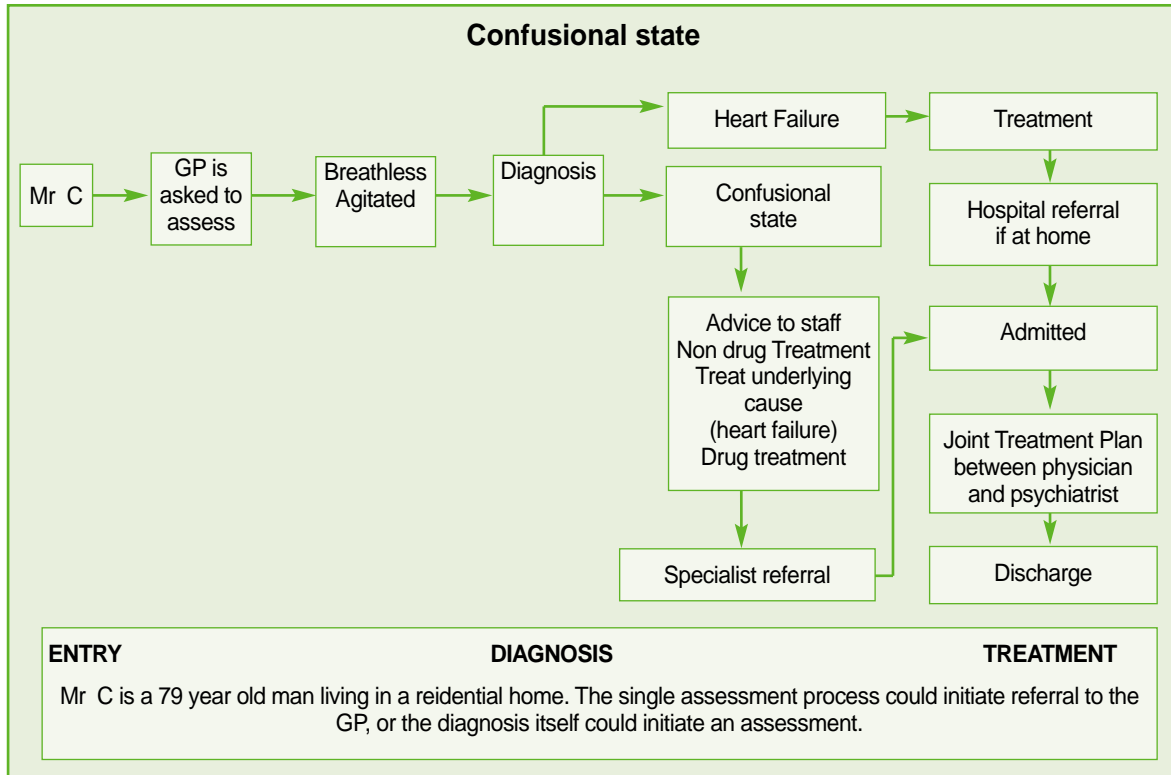 Confusional state
Mr C
GP is
asked to
assess
Breathless
Agitated
Diagnosis
Heart Failure
Treatment
Confusional
state
Hospital referral
if at home
Advice to staff
Non drug Treatment
Treat underlying
cause
(heart failure)
Drug treatment
Admitted
Joint Treatment Plan
between physician
and psychiatrist
Specialist referral
Discharge
ENTRY DIAGNOSIS TREATMENT
Mr C is a 79 year old man living in a reidential home. The single assessment process could initiate referral to the
GP, or the diagnosis itself could initiate an assessment.